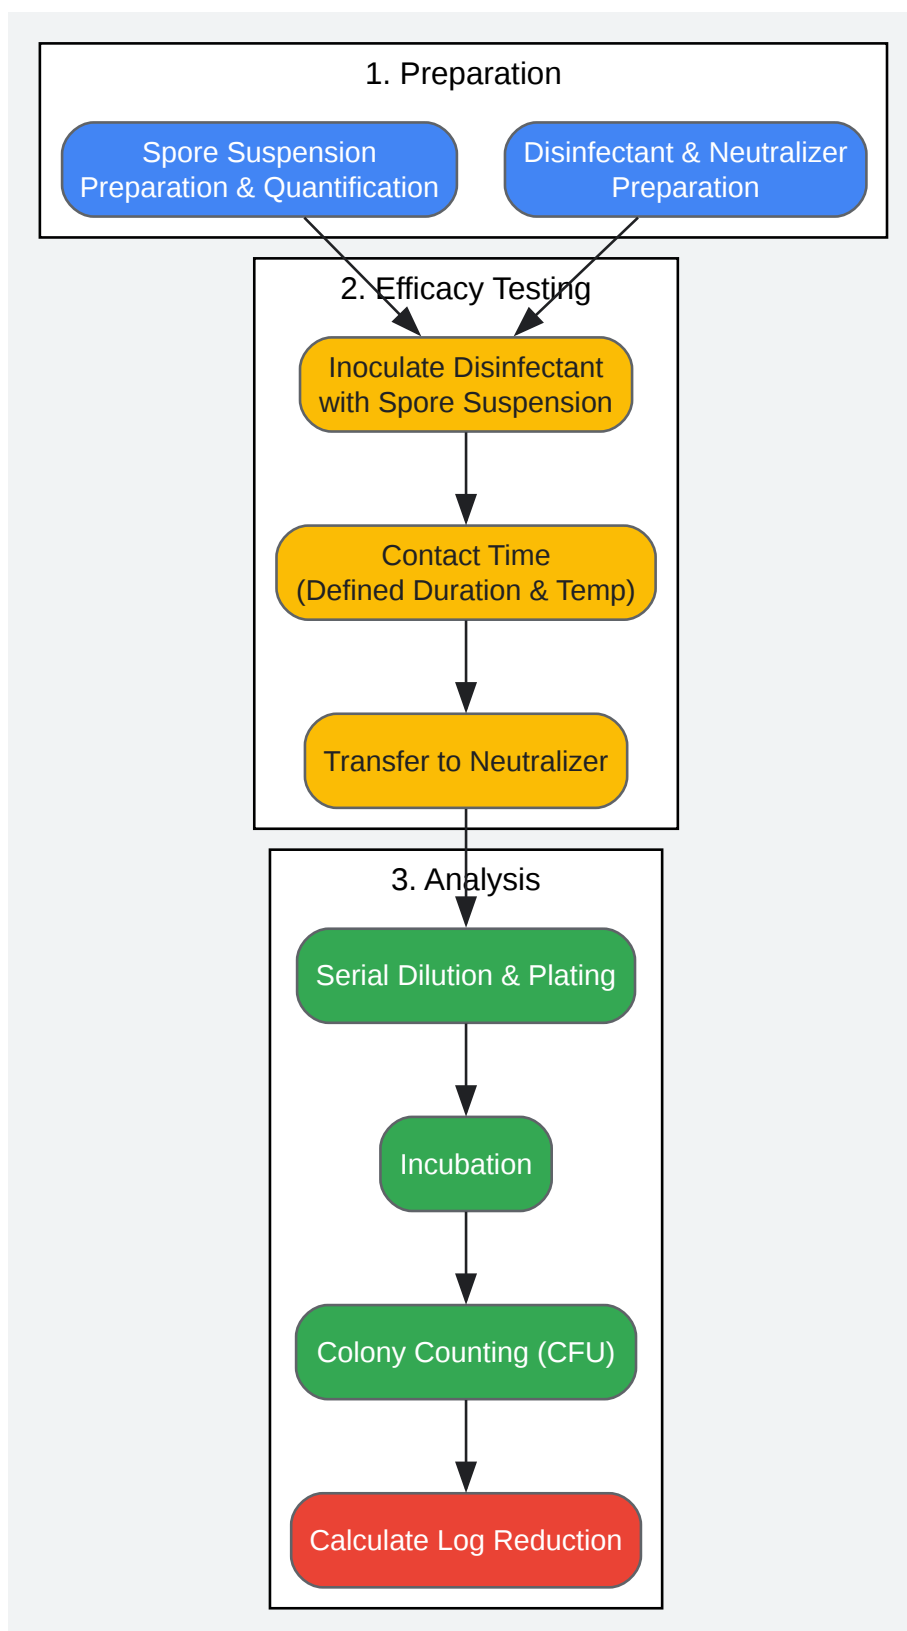 1. Preparation
Spore Suspension
Preparation & Quantification
Disinfectant & Neutralizer
Preparation
2. Efficacy Testing
Inoculate Disinfectant
with Spore Suspension
Contact Time
(Defined Duration & Temp)
Transfer to Neutralizer
3. Analysis
Serial Dilution & Plating
Incubation
Colony Counting (CFU)
Calculate Log Reduction